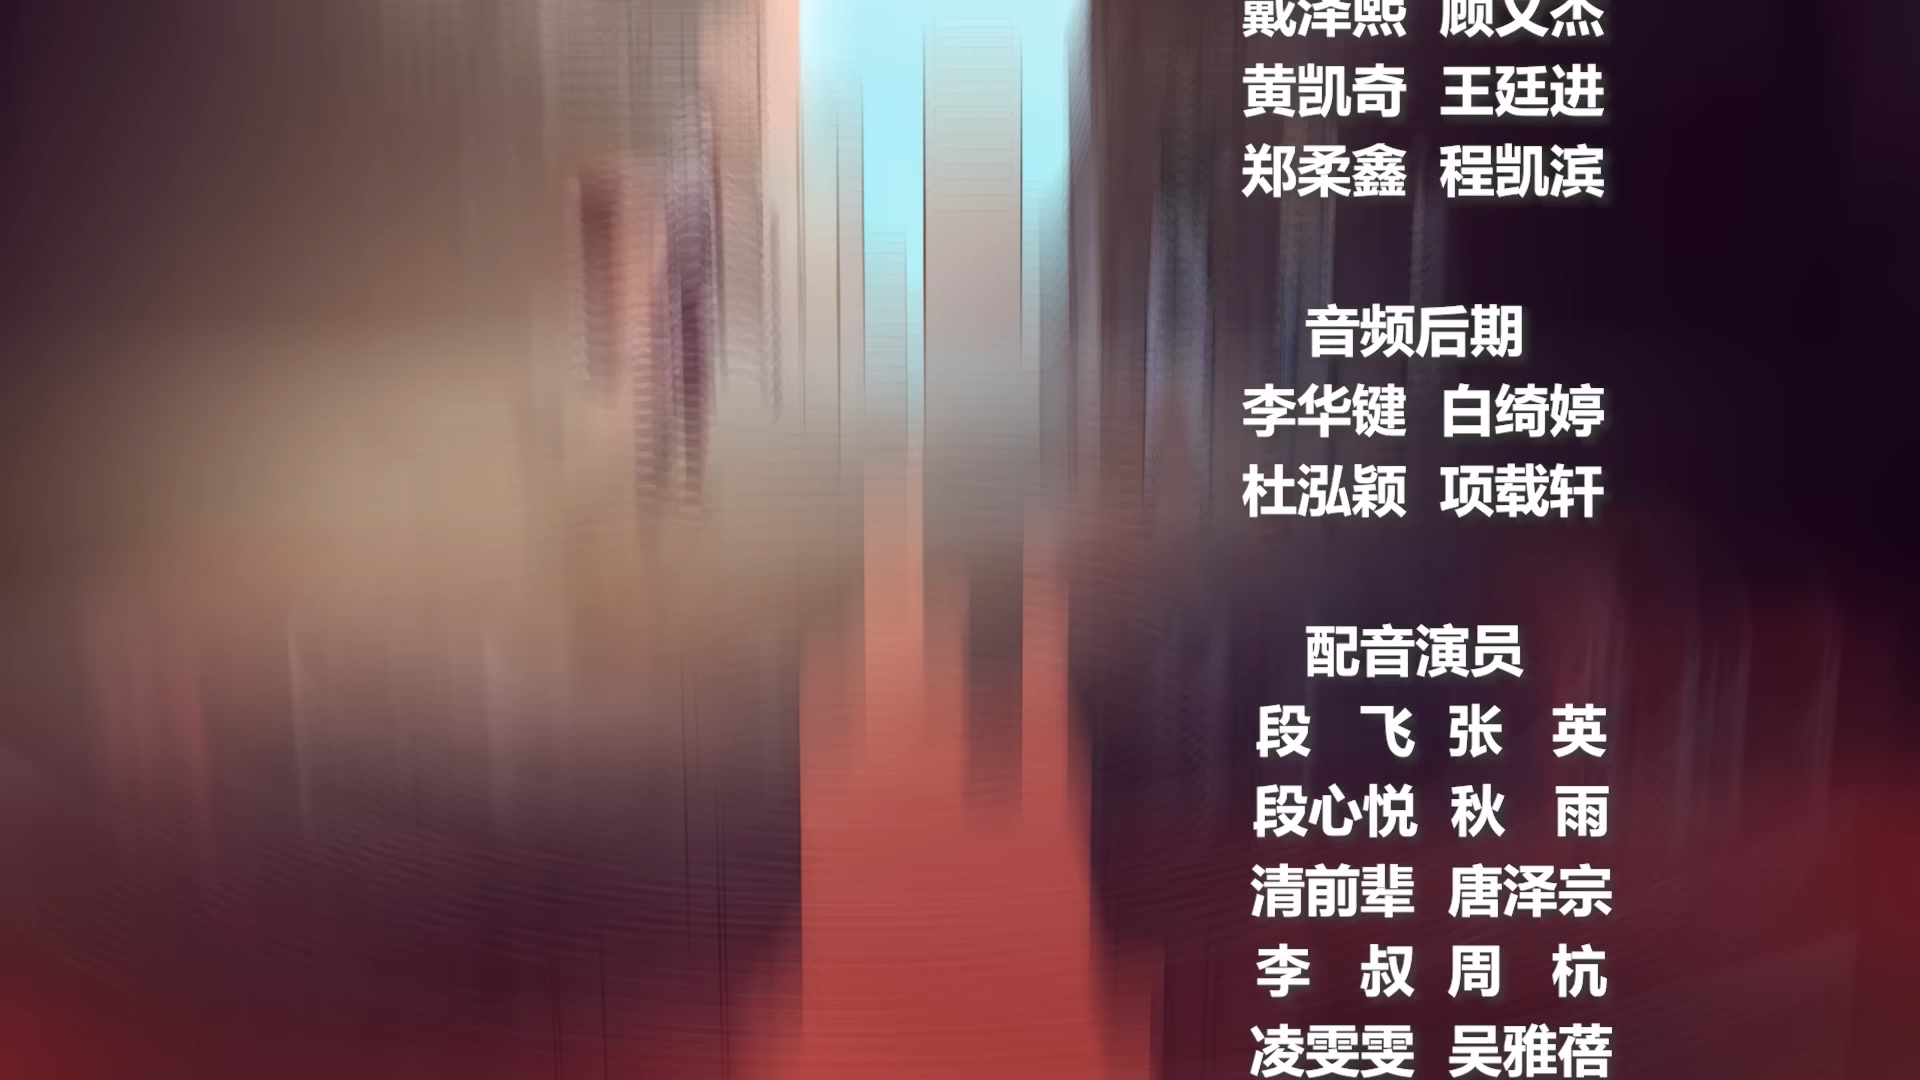 戴泽熙 顾文杰
黄凯奇 王廷进
郑柔鑫 程凯滨
音频后期
李华键 白绮婷
杜泓颖 项载轩
配音演员
段 飞 张 英
段心悦 秋 雨
清前辈 唐泽宗
李 叔 周 杭
凌雯雯 吴雅蓓